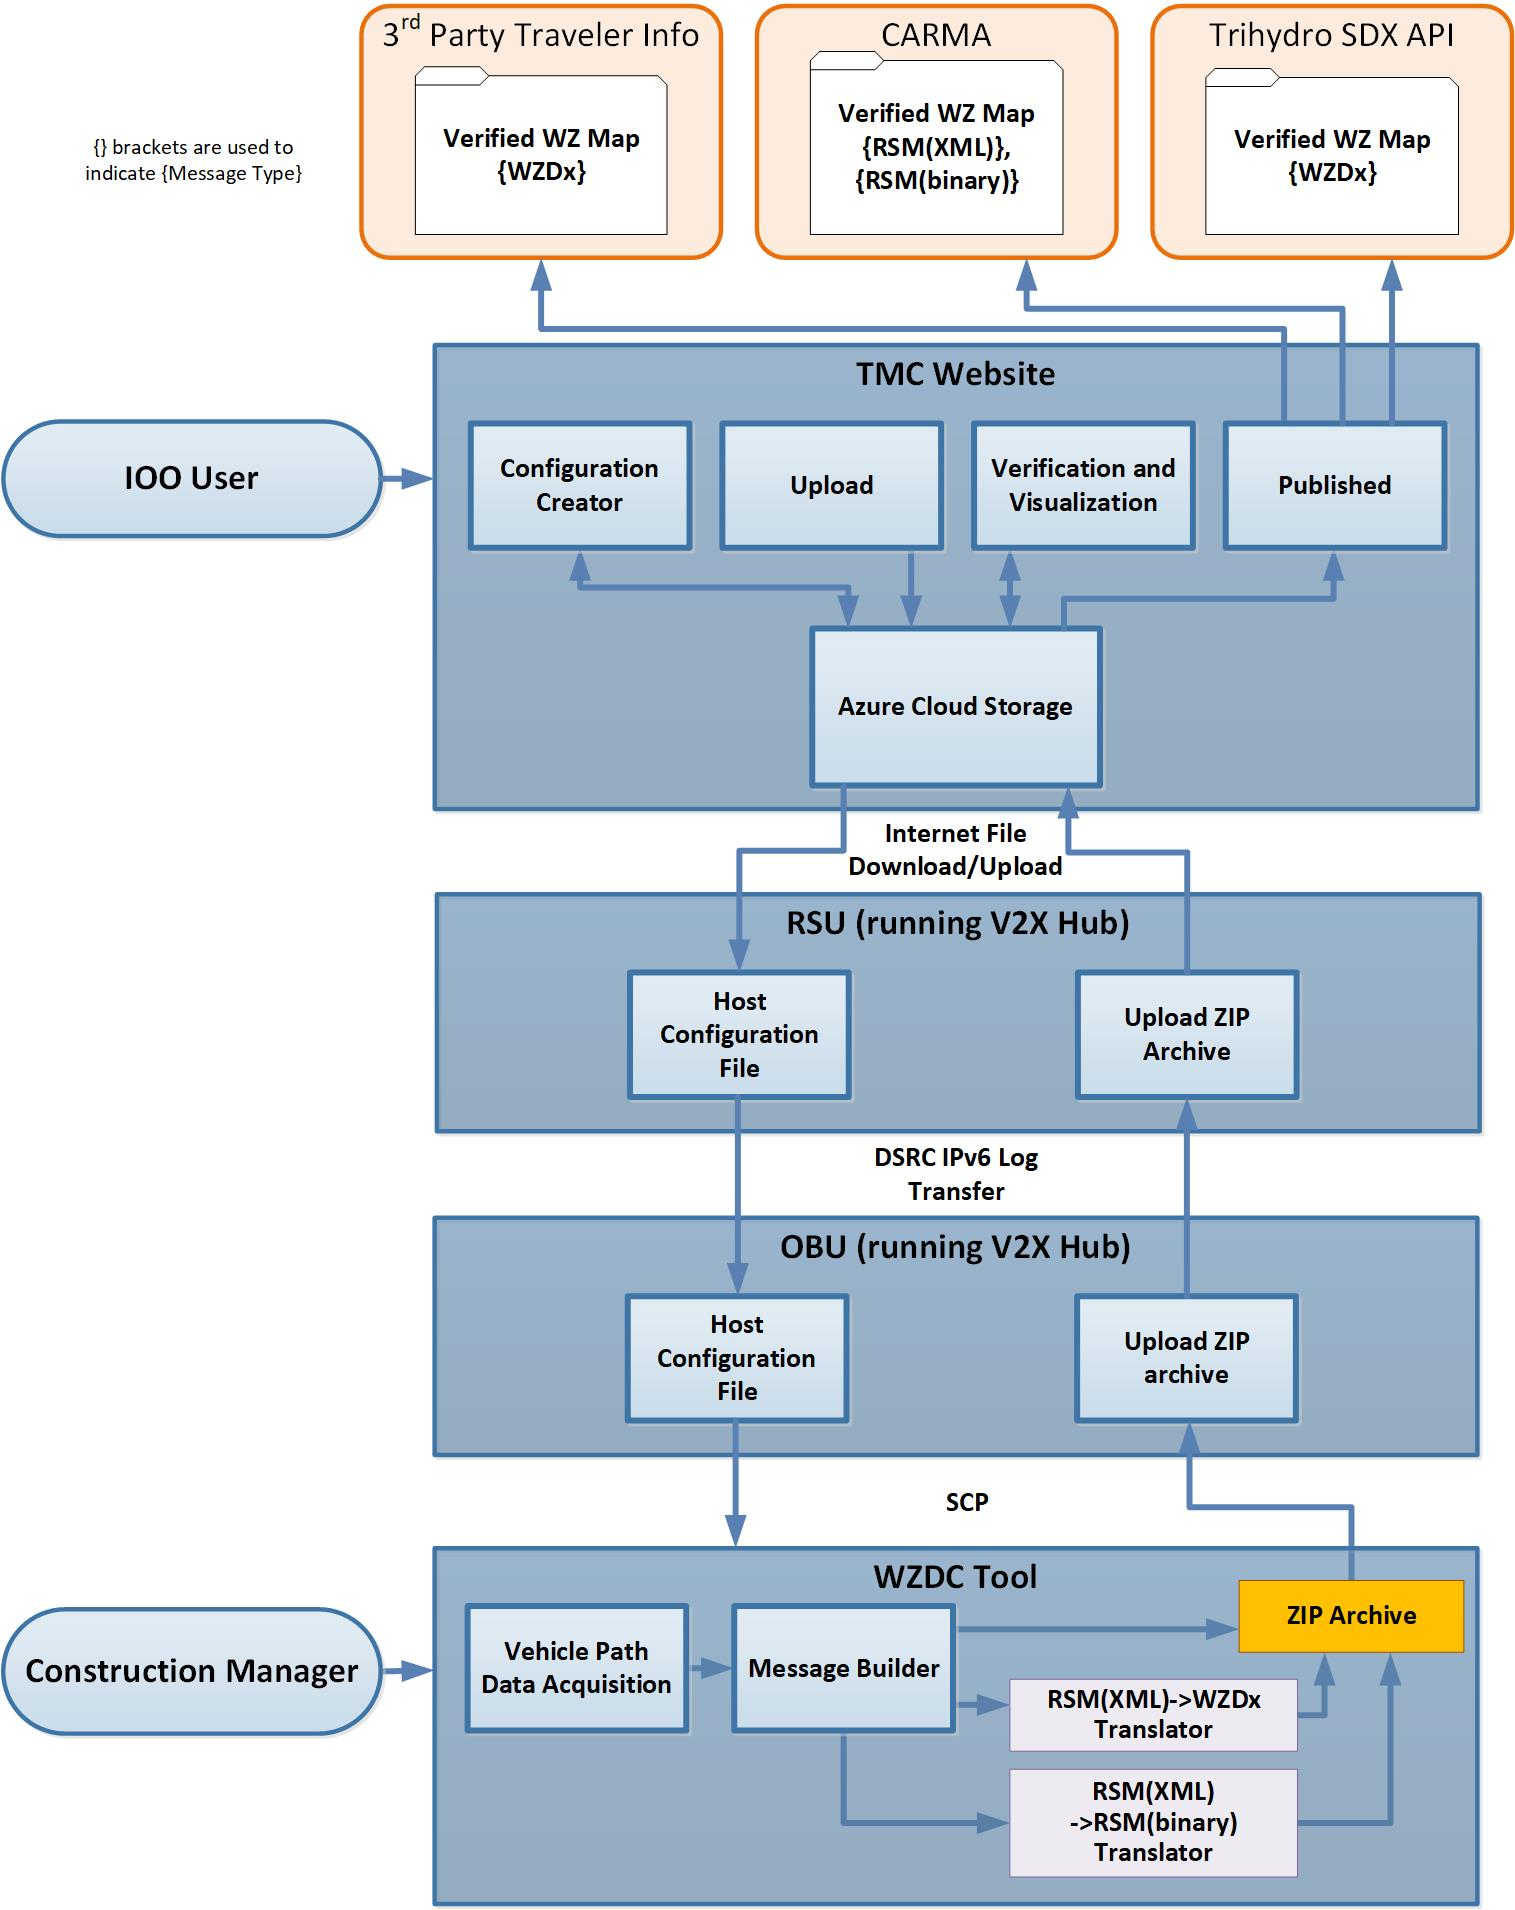 3rd Party Traveler Info
CARMA
Trihydro SDX API
Verified WZ Map
{WZDx}
Verified WZ Map
{RSM(XML)},
{RSM(binary)}
Verified WZ Map
{WZDx}
{} brackets are used to
indicate {Message Type}
TMC Website
IOO User
Configuration
Creator
Upload
Verification and
Visualization
Published
Azure Cloud Storage
Internet File
Download/Upload
RSU (running V2X Hub)
Host
Configuration
File
Upload ZIP
Archive
DSRC IPv6 Log
Transfer
OBU (running V2X Hub)
Host
Configuration
File
Upload ZIP
archive
SCP
WZDC Tool
Construction Manager
Vehicle Path
Data Acquisition
Message Builder
ZIP Archive
RSM(XML)->WZDx
Translator
RSM(XML)
->RSM(binary)
Translator